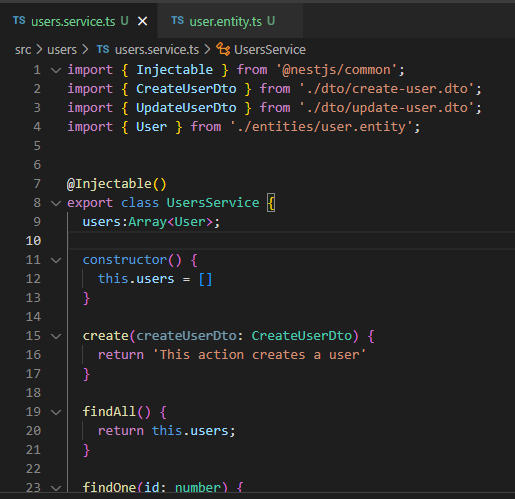 TS users.service.ts U × TS user.entity.ts U
src > users > TS users.service.ts > UsersService
1 import { Injectable } from '@nestjs/common';
2 import { CreateUserDto } from './dto/create-user.dto';
3 import { UpdateUserDto } from './dto/update-user.dto';
4 import { User } from './entities/user.entity';
5
6
7 @Injectable()
8 export class UsersService {
9 users:Array<User>;
10
11 constructor() {
12 this.users = []
13 }
14
15 create(createUserDto: CreateUserDto) {
16 return 'This action creates a user'
17 }
18
19 findAll() {
20 return this.users;
21 }
22
23 findOne(id: number) {